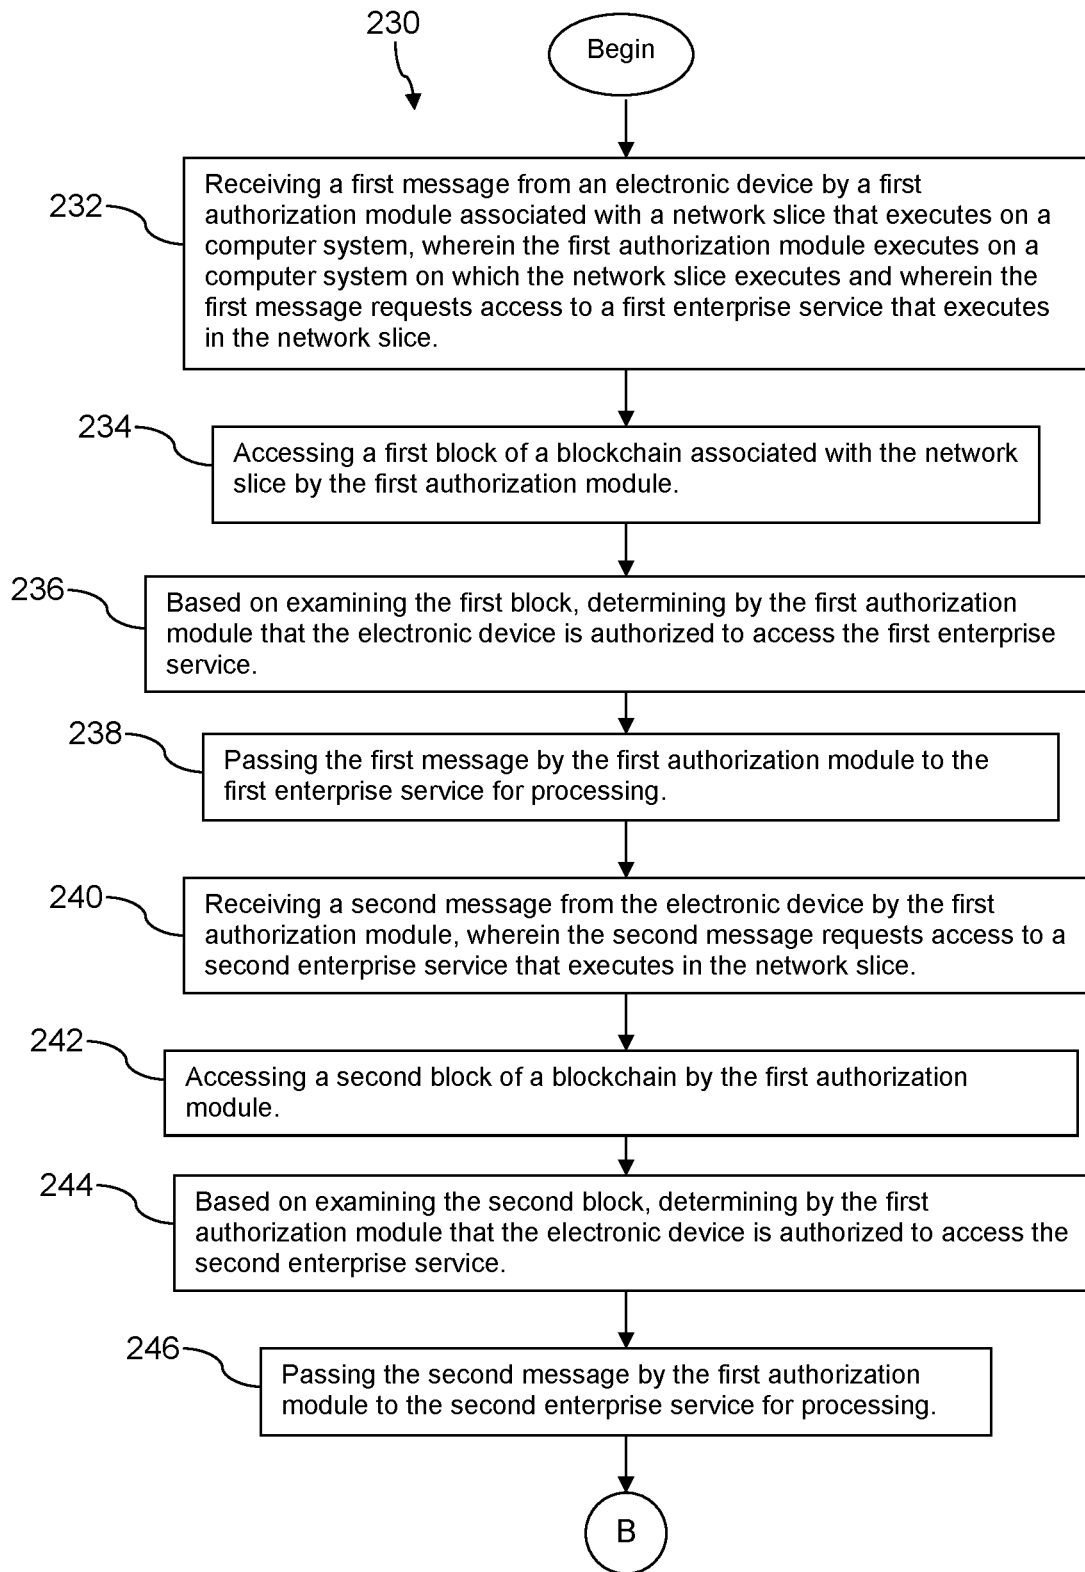 230
Begin
232
Receiving a first message from an electronic device by a first
authorization module associated with a network slice that executes on a
computer system, wherein the first authorization module executes on a
computer system on which the network slice executes and wherein the
first message requests access to a first enterprise service that executes
in the network slice.
234
Accessing a first block of a blockchain associated with the network
slice by the first authorization module.
236
Based on examining the first block, determining by the first authorization
module that the electronic device is authorized to access the first enterprise
service.
238
Passing the first message by the first authorization module to the
first enterprise service for processing.
240
Receiving a second message from the electronic device by the first
authorization module, wherein the second message requests access to a
second enterprise service that executes in the network slice.
242
Accessing a second block of a blockchain by the first authorization
module.
244
Based on examining the second block, determining by the first
authorization module that the electronic device is authorized to access the
second enterprise service.
246
Passing the second message by the first authorization
module to the second enterprise service for processing.
B